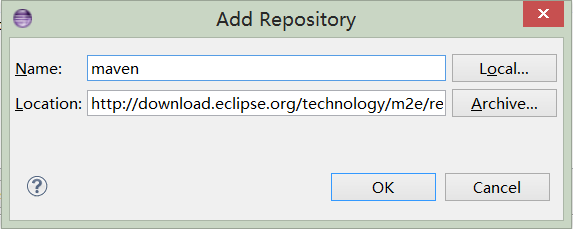 Add Repository
Name: maven Local...
Location: http://download.eclipse.org/technology/m2e/re Archive...
OK Cancel